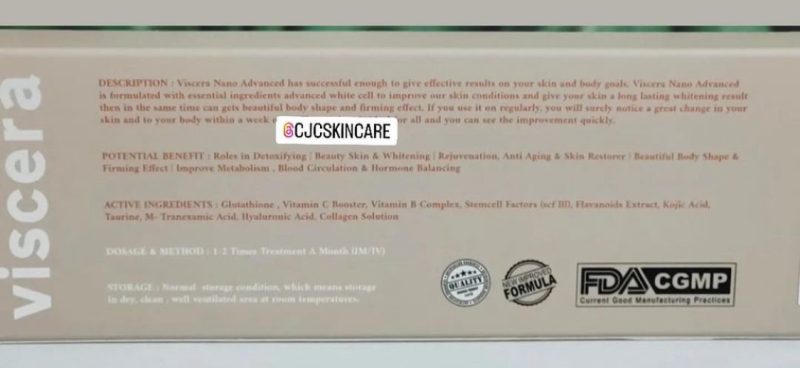 viscera
DESCRIPTION : Viscera Nano Advanced has successful enough to give effective results on your skin and body goals. Viscera Nano Advanced
is formulated with essential ingredients advanced white cell to improve our skin conditions and give your skin a long lasting whitening result
then in the same time can gets beautiful body shape and firming effect. If you use it on regularly, you will surely notice a great change in your
skin and to your body within a week or all and you can see the improvement quickly.
@CJCSKINCARE
POTENTIAL BENEFIT : Roles in Detoxifying | Beauty Skin & Whitening | Rejuvenation, Anti Aging & Skin Restorer | Beautiful Body Shape &
Firming Effect | Improve Metabolism , Blood Circulation & Hormone Balancing
ACTIVE INGREDIENTS : Glutathione , Vitamin C Booster, Vitamin B Complex, Stemcell Factors (scf III), Flavanoids Extract, Kojic Acid,
Taurine, M- Tranexamic Acid, Hyaluronic Acid, Collagen Solution
DOSAGE & METHOD : 1-2 Times Treatment A Month (IM/IV)
STORAGE : Normal storage condition, which means storage
in dry, clean , well ventilated area at room temperatures.
QUALITY
NEW IMPROVED
FORMULA
FDA CGMP
Current Good Manufacturing Practices